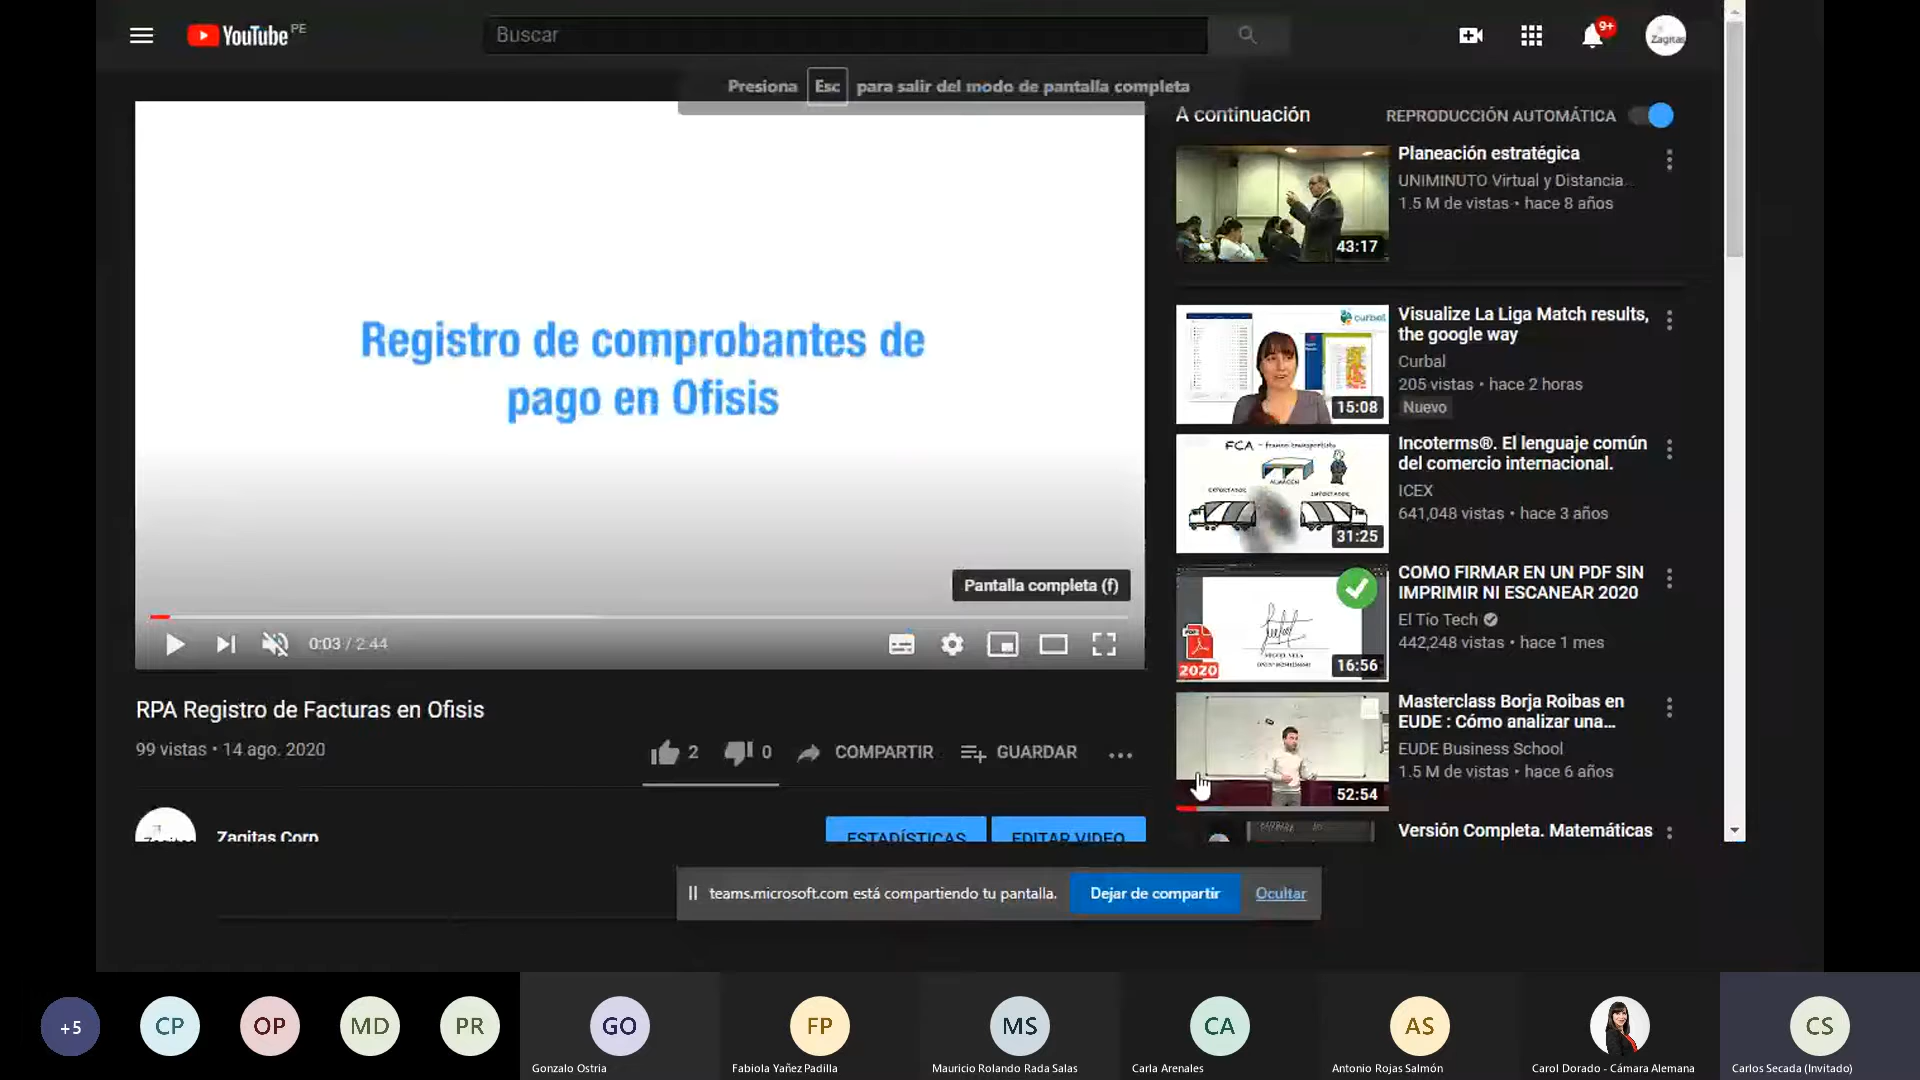 YouTube PE
Buscar
9+
Zagitas
Presiona Esc para salir del modo de pantalla completa
Registro de comprobantes de
pago en Ofisis
Pantalla completa (f)
0:03 / 2:44
RPA Registro de Facturas en Ofisis
99 vistas • 14 ago. 2020
2
0
COMPARTIR
GUARDAR
Zagitas Corp
ESTADÍSTICAS
EDITAR VIDEO
A continuación
REPRODUCCIÓN AUTOMÁTICA
43:17
Planeación estratégica
UNIMINUTO Virtual y Distancia...
1.5 M de vistas • hace 8 años
curbal
15:08
Visualize La Liga Match results,
the google way
Curbal
205 vistas • hace 2 horas
Nuevo
FCA - franco transportista
ALMACÉN
EXPORTADOR
IMPORTADOR
31:25
Incoterms®. El lenguaje común
del comercio internacional.
ICEX
641,048 vistas • hace 3 años
PDF
2020
16:56
COMO FIRMAR EN UN PDF SIN
IMPRIMIR NI ESCANEAR 2020
El Tío Tech
442,248 vistas • hace 1 mes
52:54
Masterclass Borja Roibas en
EUDE : Cómo analizar una...
EUDE Business School
1.5 M de vistas • hace 6 años
Versión Completa. Matemáticas
teams.microsoft.com está compartiendo tu pantalla.
Dejar de compartir
Ocultar
+5
CP
OP
MD
PR
GO
FP
MS
CA
AS
CS
Gonzalo Ostria
Fabiola Yañez Padilla
Mauricio Rolando Rada Salas
Carla Arenales
Antonio Rojas Salmón
Carol Dorado - Cámara Alemana
Carlos Secada (Invitado)